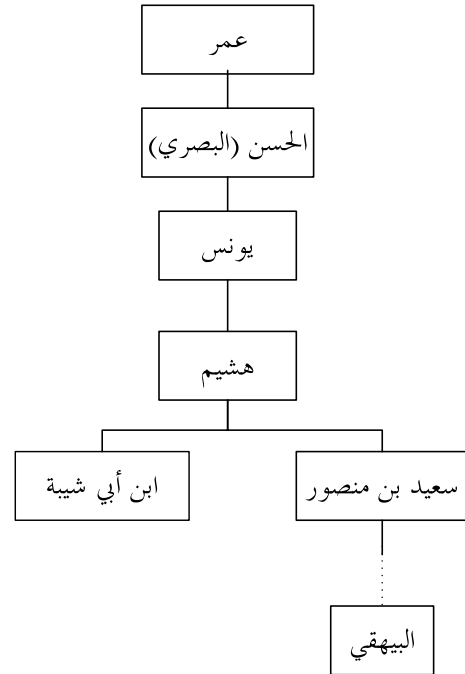 عمر
الحسن (البصري)
يونس
هشيم
سعيد بن منصور
ابن أبي شيبة
البيهقي